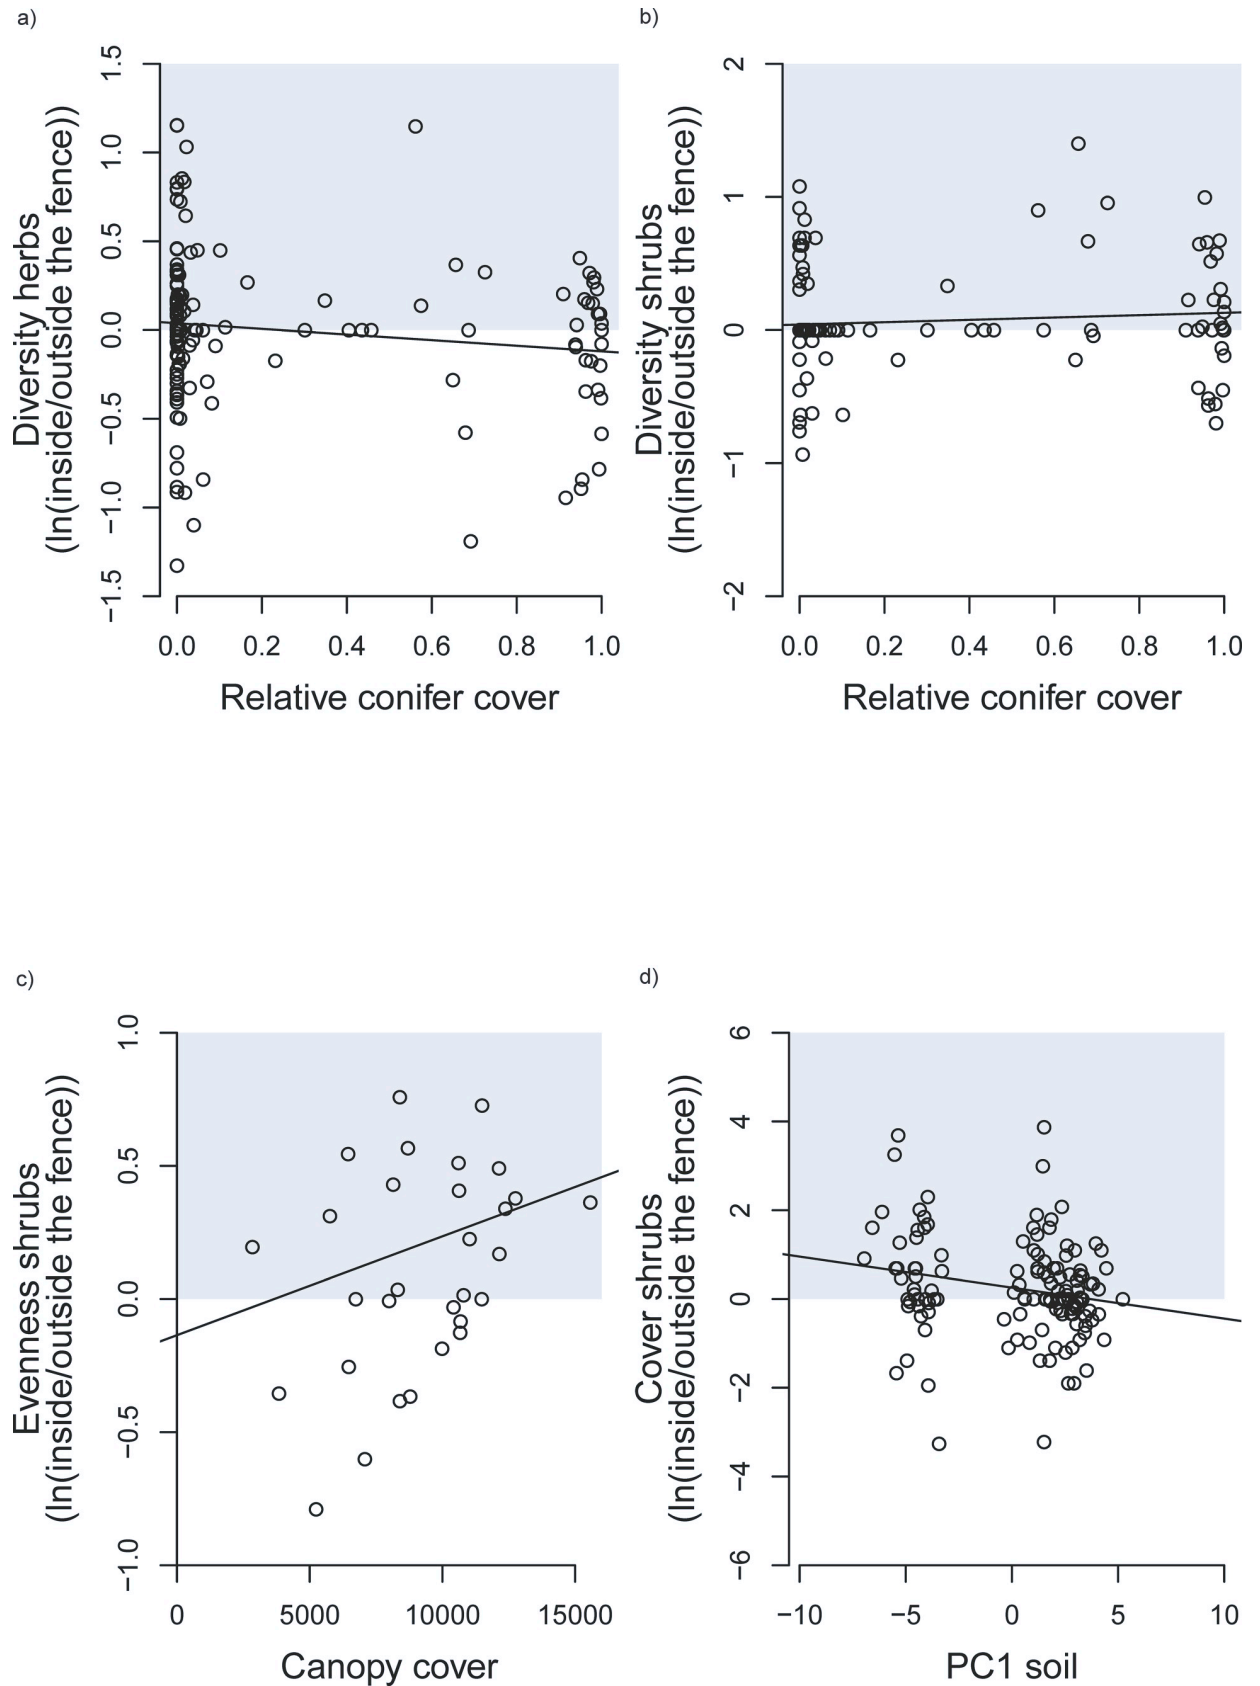 a)
Diversity herbs
(ln(inside/outside the fence))
1.5
1.0
0.5
0.0
−0.5
−1.0
−1.5
0.0 0.2 0.4 0.6 0.8 1.0
Relative conifer cover
b)
Diversity shrubs
(ln(inside/outside the fence))
2
1
0
−1
−2
0.0 0.2 0.4 0.6 0.8 1.0
Relative conifer cover
c)
Evenness shrubs
(ln(inside/outside the fence))
1.0
0.5
0.0
−0.5
−1.0
0 5000 10000 15000
Canopy cover
d)
Cover shrubs
(ln(inside/outside the fence))
6
4
2
0
−2
−4
−6
−10 −5 0 5 10
PC1 soil